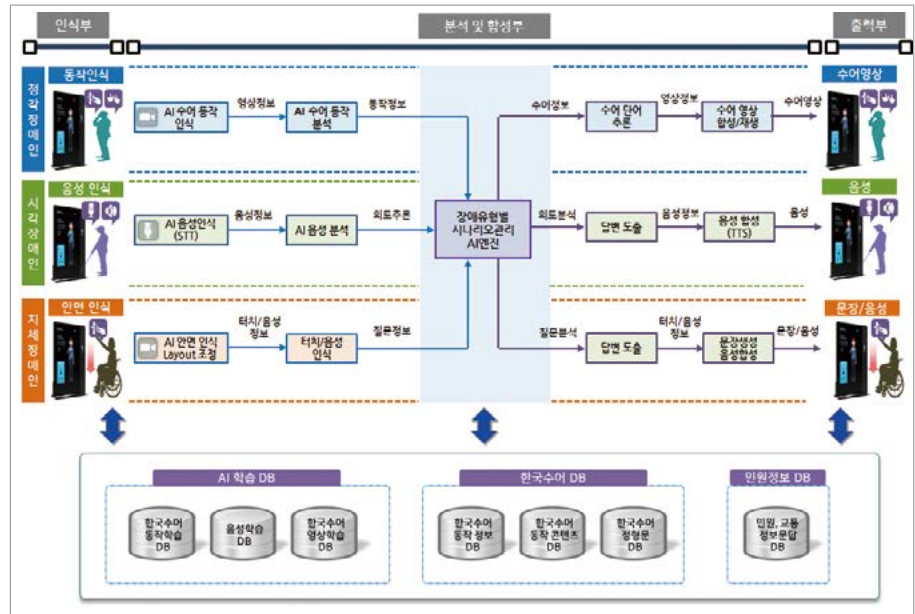 인식부
분석 및 합성부
출력부
청각장애인
동작인식
AI 수어 동작
인식
영상정보
AI 수어 동작
분석
동작정보
수어정보
수어 단어
추론
영상정보
수어 영상
합성/재생
수어영상
수어영상
시각장애인
음성 인식
AI 음성인식
(STT)
음성정보
AI 음성 분석
의도추론
장애유형별
시나리오관리
AI엔진
의도분석
답변 도출
음성정보
음성 합성
(TTS)
음성
음성
지체장애인
안면 인식
AI 안면 인식
Layout 조정
터치/음성
정보
터치/음성
인식
질문정보
질문분석
답변 도출
터치/음성
정보
문장생성
음성합성
문장/음성
문장/음성
AI 학습 DB
한국수어
동작학습
DB
음성학습
DB
한국수어
영상학습
DB
한국수어 DB
한국수어
동작 정보
DB
한국수어
동작 콘텐츠
DB
한국수어
정형문
DB
민원정보 DB
민원, 교통
정보문답
DB